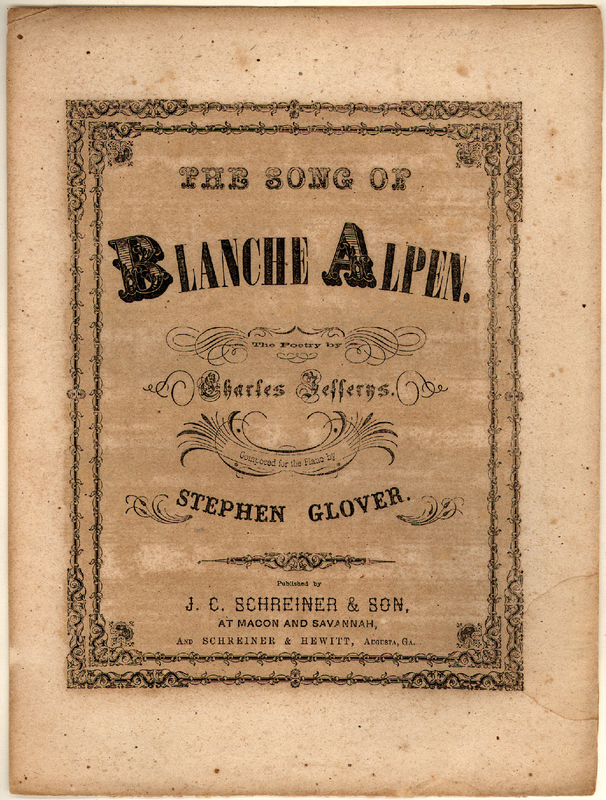 THE SONG OF
BLANCHE ALPEN.
The Poetry by
Charles Jefferys.
Composed for the Piano by
STEPHEN GLOVER.
Published by
J. C. SCHREINER & SON,
AT MACON AND SAVANNAH,
AND SCHREINER & HEWITT, AUGUSTA, GA.